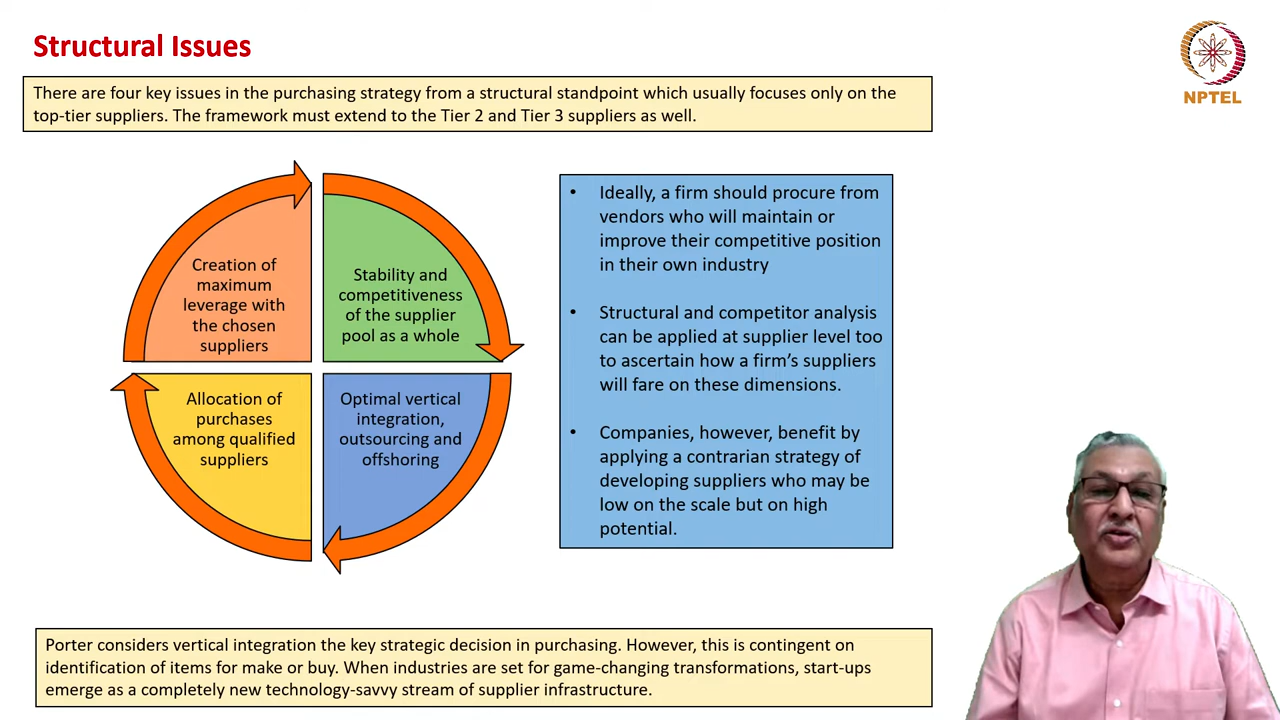 Structural Issues
NPTEL
There are four key issues in the purchasing strategy from a structural standpoint which usually focuses only on the
top-tier suppliers. The framework must extend to the Tier 2 and Tier 3 suppliers as well.
Creation of
maximum
leverage with
the chosen
suppliers
Stability and
competitiveness
of the supplier
pool as a whole
Allocation of
purchases
among qualified
suppliers
Optimal vertical
integration,
outsourcing and
offshoring
• Ideally, a firm should procure from
vendors who will maintain or
improve their competitive position
in their own industry
• Structural and competitor analysis
can be applied at supplier level too
to ascertain how a firm’s suppliers
will fare on these dimensions.
• Companies, however, benefit by
applying a contrarian strategy of
developing suppliers who may be
low on the scale but on high
potential.
Porter considers vertical integration the key strategic decision in purchasing. However, this is contingent on
identification of items for make or buy. When industries are set for game-changing transformations, start-ups
emerge as a completely new technology-savvy stream of supplier infrastructure.